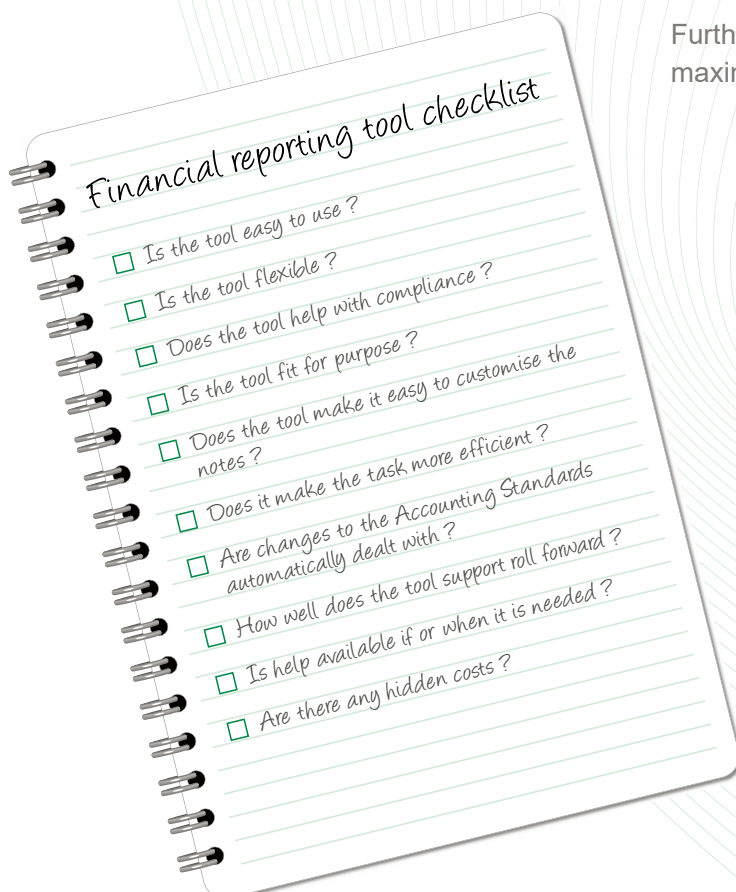 Furth
maxir
Financial reporting tool checklist
Is the tool easy to use ?
Is the tool flexible ?
Does the tool help with compliance ?
Is the tool fit for purpose ?
Does the tool make it easy to customise the
notes ?
Does it make the task more efficient ?
Are changes to the Accounting Standards
automatically dealt with ?
How well does the tool support roll forward ?
Is help available if or when it is needed ?
Are there any hidden costs ?